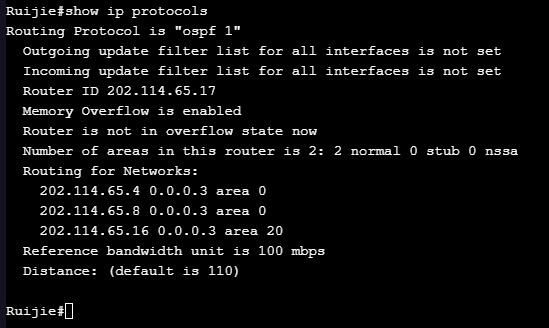 Ruijie#show ip protocols
Routing Protocol is "ospf 1"
  Outgoing update filter list for all interfaces is not set
  Incoming update filter list for all interfaces is not set
  Router ID 202.114.65.17
  Memory Overflow is enabled
  Router is not in overflow state now
  Number of areas in this router is 2: 2 normal 0 stub 0 nssa
  Routing for Networks:
    202.114.65.4 0.0.0.3 area 0
    202.114.65.8 0.0.0.3 area 0
    202.114.65.16 0.0.0.3 area 20
  Reference bandwidth unit is 100 mbps
  Distance: (default is 110)
Ruijie#